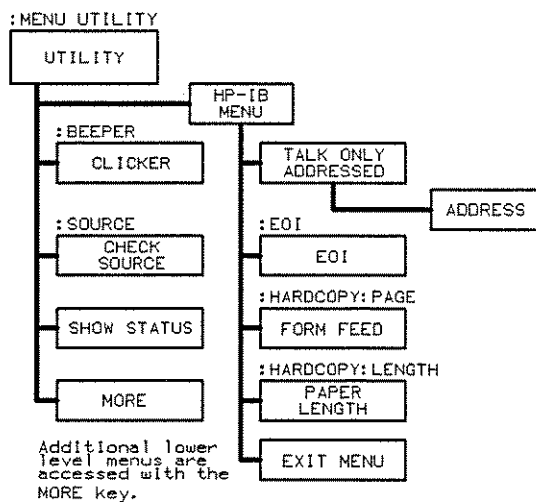 :MENU UTILITY
UTILITY
HP-IB
MENU
:BEEPER
CLICKER
TALK ONLY
ADDRESSED
ADDRESS
:SOURCE
CHECK
SOURCE
:EOI
EOI
SHOW STATUS
:HARDCOPY:PAGE
FORM FEED
:HARDCOPY:LENGTH
PAPER
LENGTH
MORE
EXIT MENU
Additional lower
level menus are
accessed with the
MORE key.